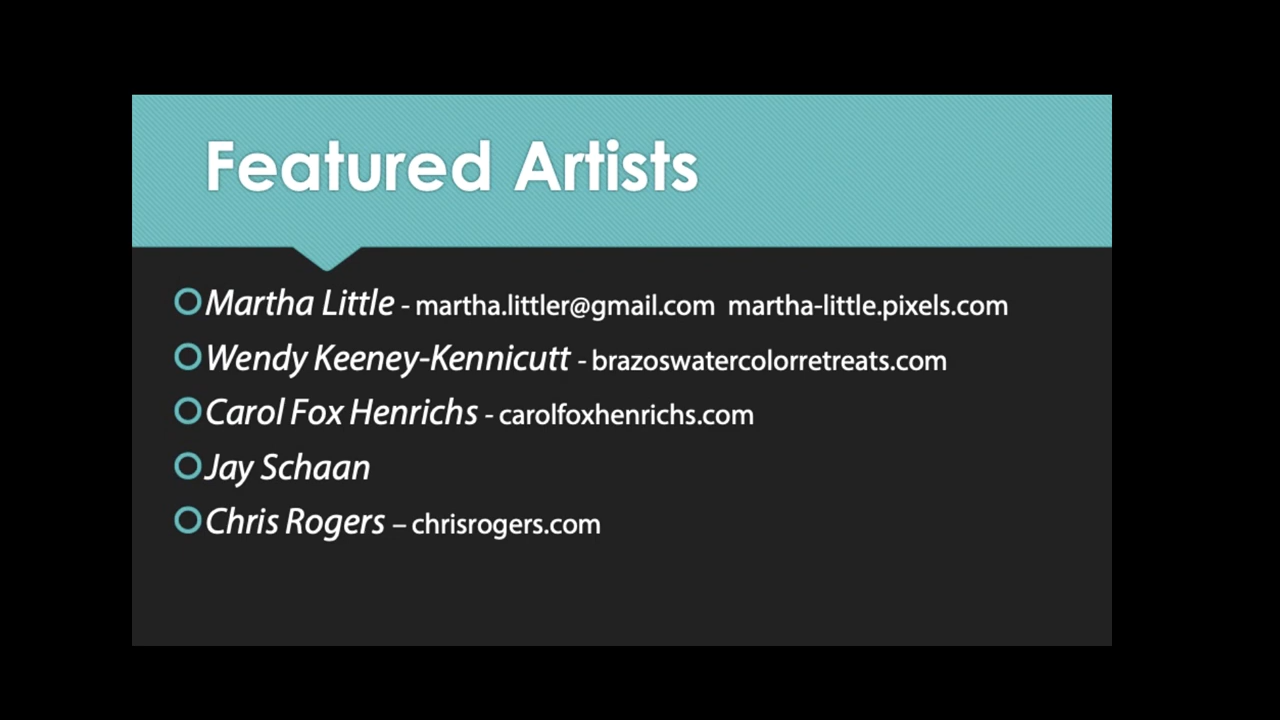 Featured Artists
Martha Little - martha.littler@gmail.com martha-little.pixels.com
Wendy Keeney-Kennicutt - brazoswatercolorretreats.com
Carol Fox Henrichs - carolfoxhenrichs.com
Jay Schaan
Chris Rogers – chrisrogers.com